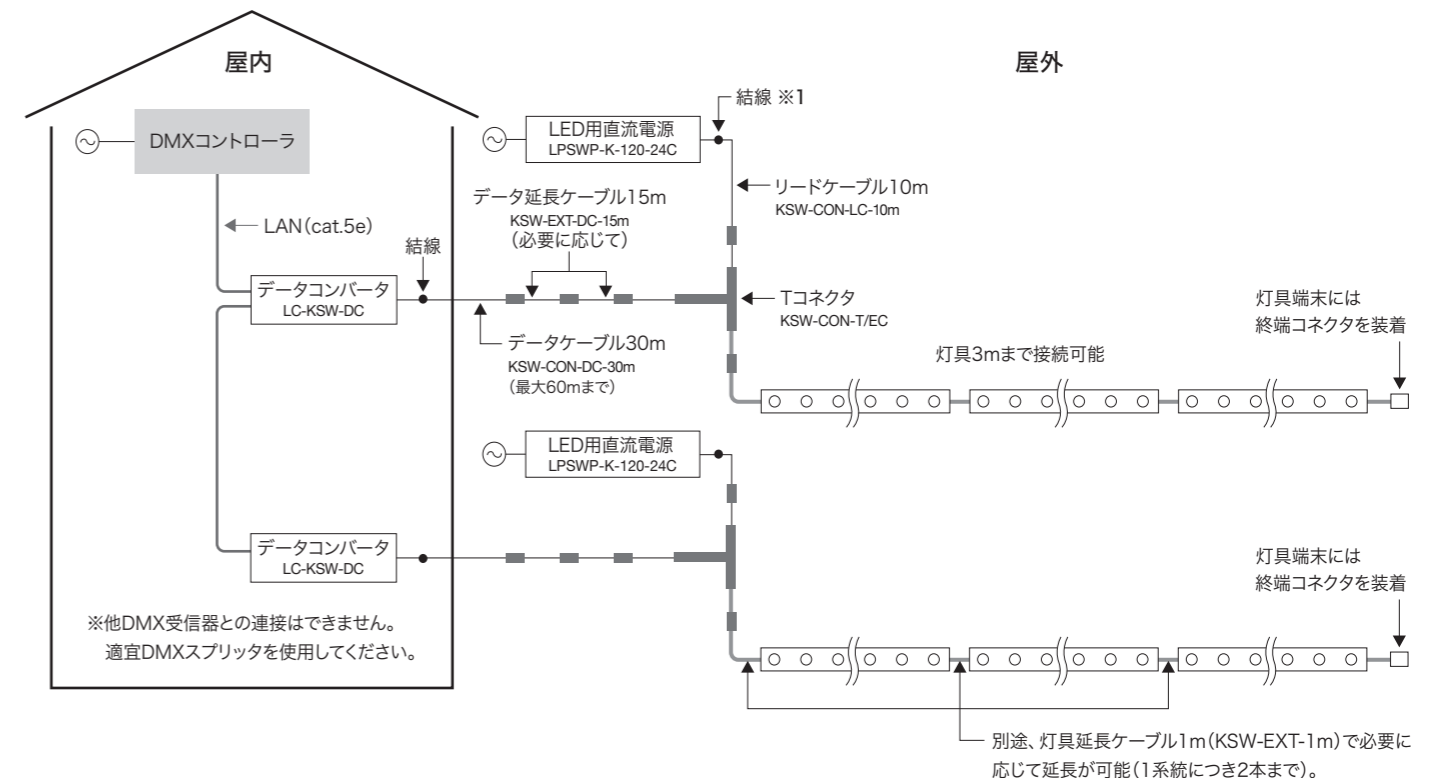 屋内
屋外
DMXコントローラ
LAN(cat.5e)
結線
データコンバータ
LC-KSW-DC
データコンバータ
LC-KSW-DC
※他DMX受信器との連接はできません。
適宜DMXスプリッタを使用してください。
LED用直流電源
LPSWP-K-120-24C
結線 ※1
リードケーブル10m
KSW-CON-LC-10m
データ延長ケーブル15m
KSW-EXT-DC-15m
(必要に応じて)
データケーブル30m
KSW-CON-DC-30m
(最大60mまで)
Tコネクタ
KSW-CON-T/EC
灯具3mまで接続可能
灯具端末には
終端コネクタを装着
LED用直流電源
LPSWP-K-120-24C
灯具端末には
終端コネクタを装着
別途、灯具延長ケーブル1m(KSW-EXT-1m)で必要に
応じて延長が可能(1系統につき2本まで)。